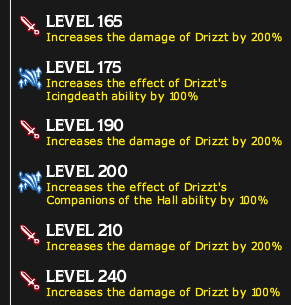 LEVEL 165
Increases the damage of Drizzt by 200%
LEVEL 175
Increases the effect of Drizzt's
Icingdeath ability by 100%
LEVEL 190
Increases the damage of Drizzt by 200%
LEVEL 200
Increases the effect of Drizzt's
Companions of the Hall ability by 100%
LEVEL 210
Increases the damage of Drizzt by 200%
LEVEL 240
Increases the damage of Drizzt by 100%